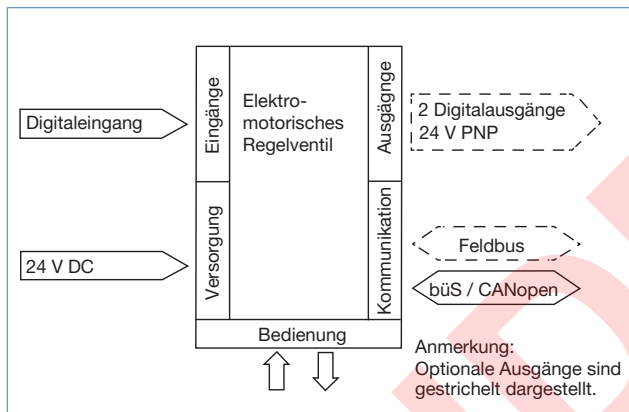 Digitaleingang
24 V DC
Eingänge
Versorgung
Elektro-
motorisches
Regelventil
Ausgägnge
Kommunikation
Bedienung
2 Digitalausgänge
24 V PNP
Feldbus
büS / CANopen
Anmerkung:
Optionale Ausgänge sind
gestrichelt dargestellt.